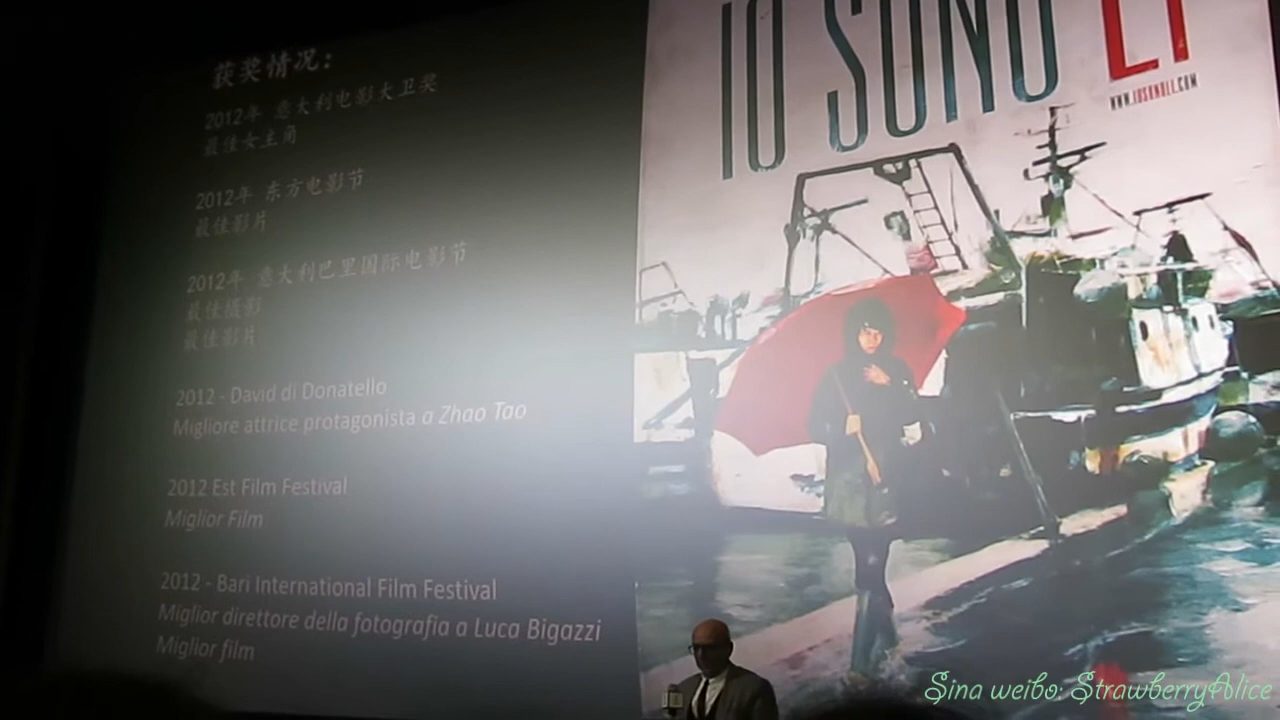 获奖情况:
2012年 意大利电影大卫奖
最佳女主角
2012年 东方电影节
最佳影片
2012年 意大利巴里国际电影节
最佳摄影
最佳影片
2012 - David di Donatello
Migliore attrice protagonista a Zhao Tao
2012 Est Film Festival
Miglior Film
2012 - Bari International Film Festival
Miglior direttore della fotografia a Luca Bigazzi
Miglior film
IO SONO LI
WWW.IOSONOLI.COM
Sina weibo: StrawberryAlice